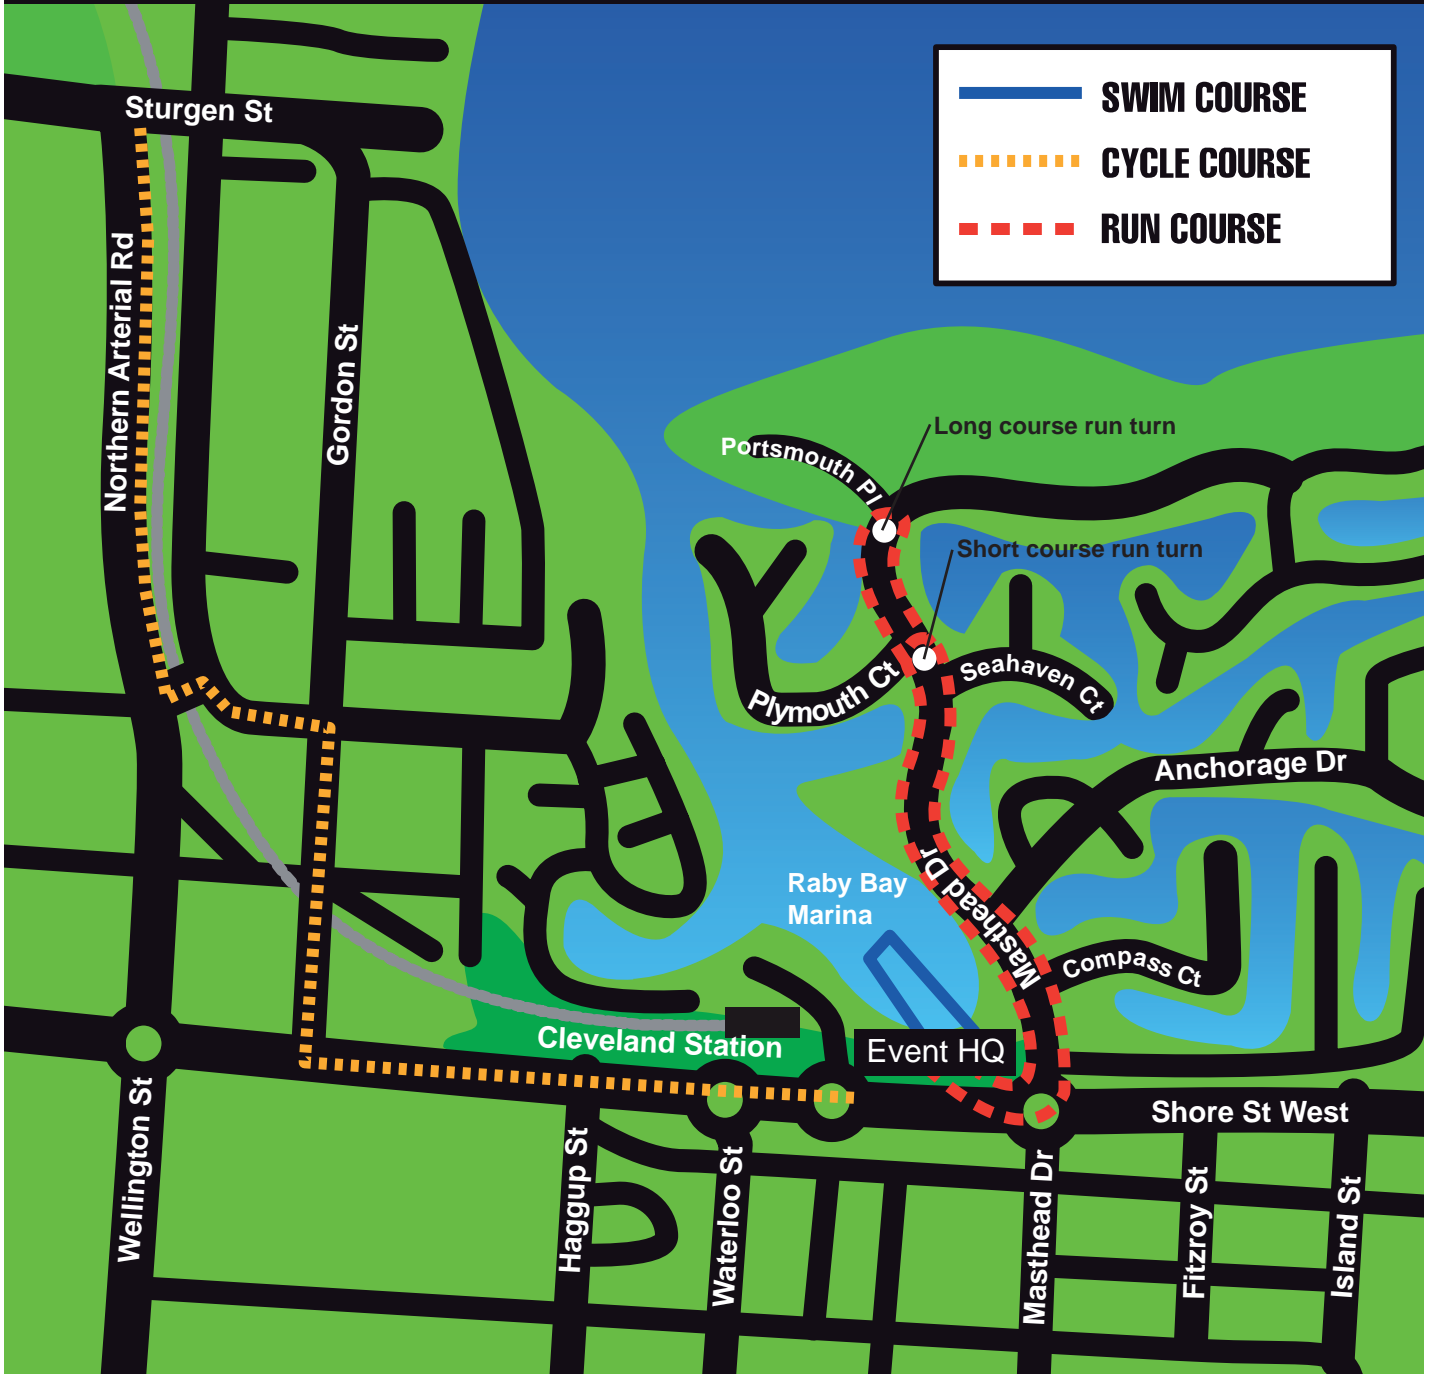 SWIM COURSE
CYCLE COURSE
RUN COURSE
Sturgen St
Northern Arterial Rd
Gordon St
Long course run turn
Portsmouth Pl
Short course run turn
Plymouth Ct
Seahaven Ct
Anchorage Dr
Masthead Dr
Raby Bay
Marina
Compass Ct
Cleveland Station
Event HQ
Shore St West
Wellington St
Haggup St
Waterloo St
Masthead Dr
Fitzroy St
Island St